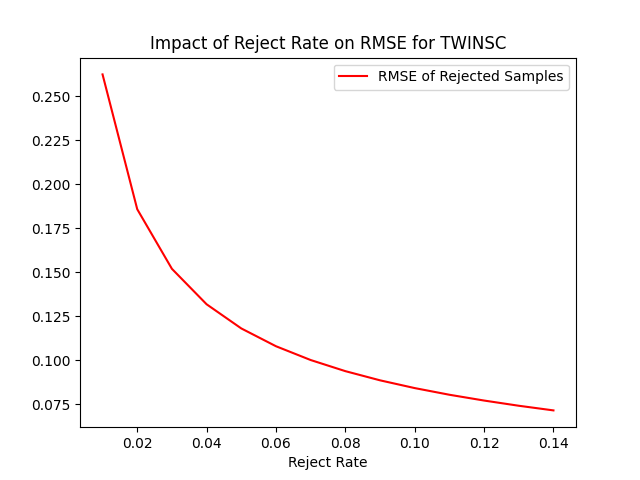 Impact of Reject Rate on RMSE for TWINSC
RMSE of Rejected Samples
0.250
0.225
0.200
0.175
0.150
0.125
0.100
0.075
0.02 0.04 0.06 0.08 0.10 0.12 0.14
Reject Rate